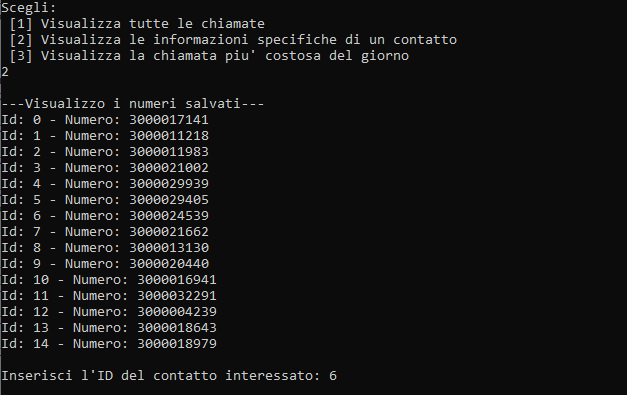 Scegli:
[1] Visualizza tutte le chiamate
[2] Visualizza le informazioni specifiche di un contatto
[3] Visualizza la chiamata piu' costosa del giorno
2
---Visualizzo i numeri salvati---
Id: 0 - Numero: 3000017141
Id: 1 - Numero: 3000011218
Id: 2 - Numero: 3000011983
Id: 3 - Numero: 3000021002
Id: 4 - Numero: 3000029939
Id: 5 - Numero: 3000029405
Id: 6 - Numero: 3000024539
Id: 7 - Numero: 3000021662
Id: 8 - Numero: 3000013130
Id: 9 - Numero: 3000020440
Id: 10 - Numero: 3000016941
Id: 11 - Numero: 3000032291
Id: 12 - Numero: 3000004239
Id: 13 - Numero: 3000018643
Id: 14 - Numero: 3000018979
Inserisci l'ID del contatto interessato: 6